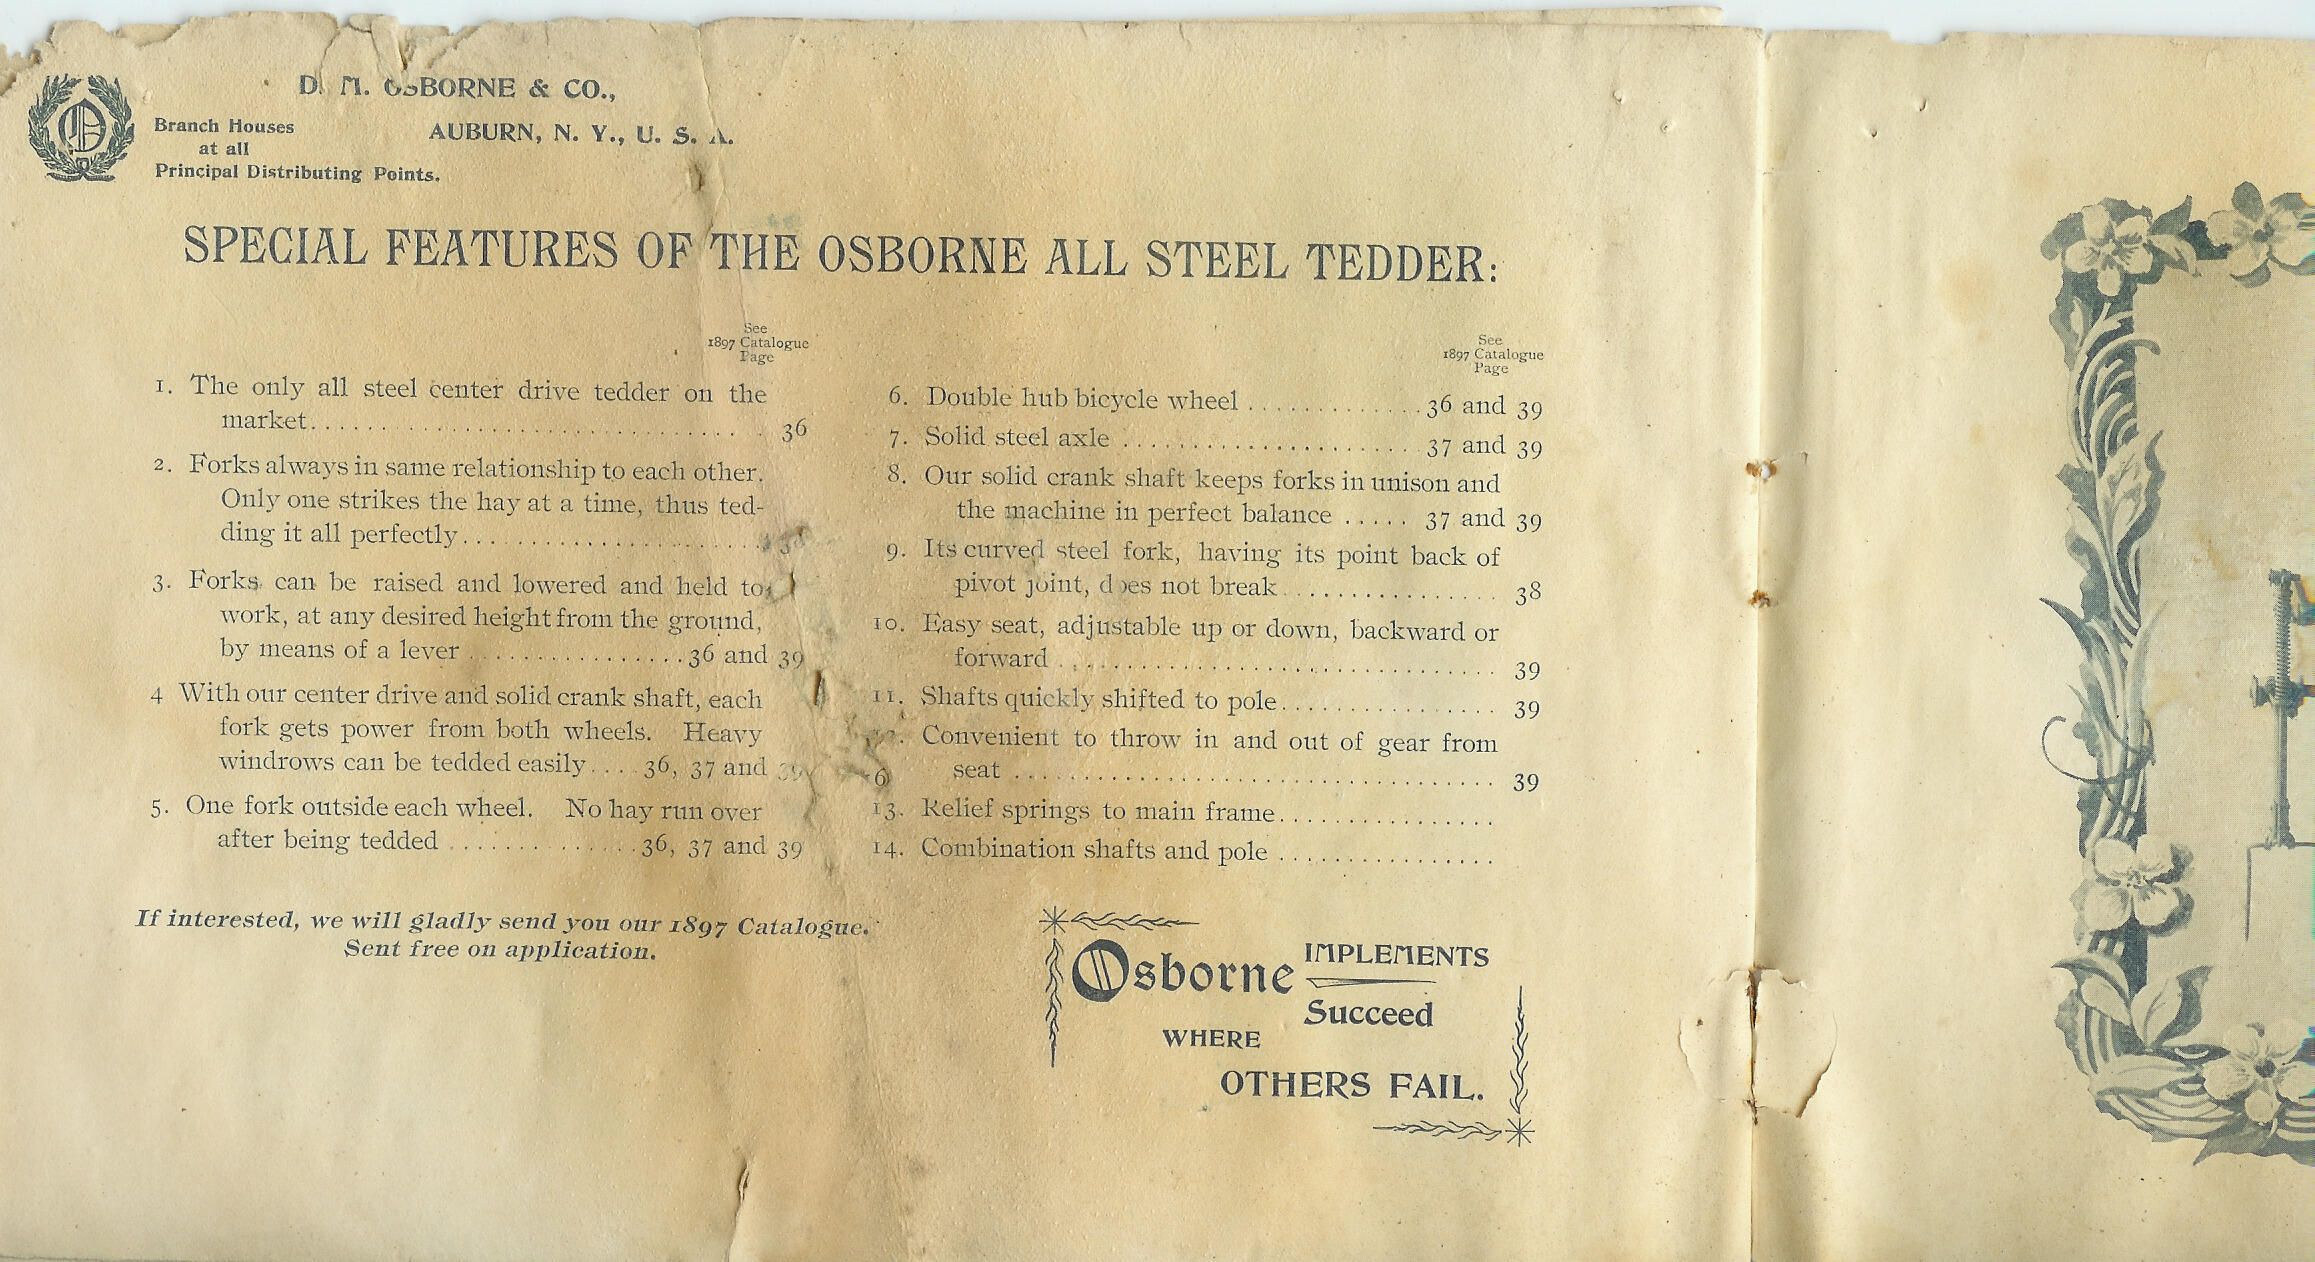 D. M. OSBORNE & CO.,
AUBURN, N. Y., U. S. A.
Branch Houses
at all
Principal Distributing Points.
SPECIAL FEATURES OF THE OSBORNE ALL STEEL TEDDER:
See
1897 Catalogue
Page
1. The only all steel center drive tedder on the
market. . . . . . . . . . . . . . . . . . . . . . . . . . . . . . . 36
2. Forks always in same relationship to each other.
Only one strikes the hay at a time, thus ted-
ding it all perfectly. . . . . . . . . . . . . . . . . . . .
3. Forks can be raised and lowered and held to
work, at any desired height from the ground,
by means of a lever . . . . . . . . . . . . . . . . 36 and 39
4 With our center drive and solid crank shaft, each
fork gets power from both wheels. Heavy
windrows can be tedded easily. . . . 36, 37 and 39
5. One fork outside each wheel. No hay run over
after being tedded . . . . . . . . . . . . . . 36, 37 and 39
See
1897 Catalogue
Page
6. Double hub bicycle wheel . . . . . . . . . . . . . 36 and 39
7. Solid steel axle . . . . . . . . . . . . . . . . . . . . . . 37 and 39
8. Our solid crank shaft keeps forks in unison and
the machine in perfect balance . . . . . 37 and 39
9. Its curved steel fork, having its point back of
pivot joint, does not break. . . . . . . . . . . . . . . . 38
10. Easy seat, adjustable up or down, backward or
forward . . . . . . . . . . . . . . . . . . . . . . . . . . . . . . . . 39
11. Shafts quickly shifted to pole. . . . . . . . . . . . . . . . 39
12. Convenient to throw in and out of gear from
6
seat . . . . . . . . . . . . . . . . . . . . . . . . . . . . . . . . . . . 39
13. Relief springs to main frame. . . . . . . . . . . . . . . .
14. Combination shafts and pole . . . . . . . . . . . . . . . .
If interested, we will gladly send you our 1897 Catalogue.
Sent free on application.
Osborne IMPLEMENTS
Succeed
WHERE
OTHERS FAIL.